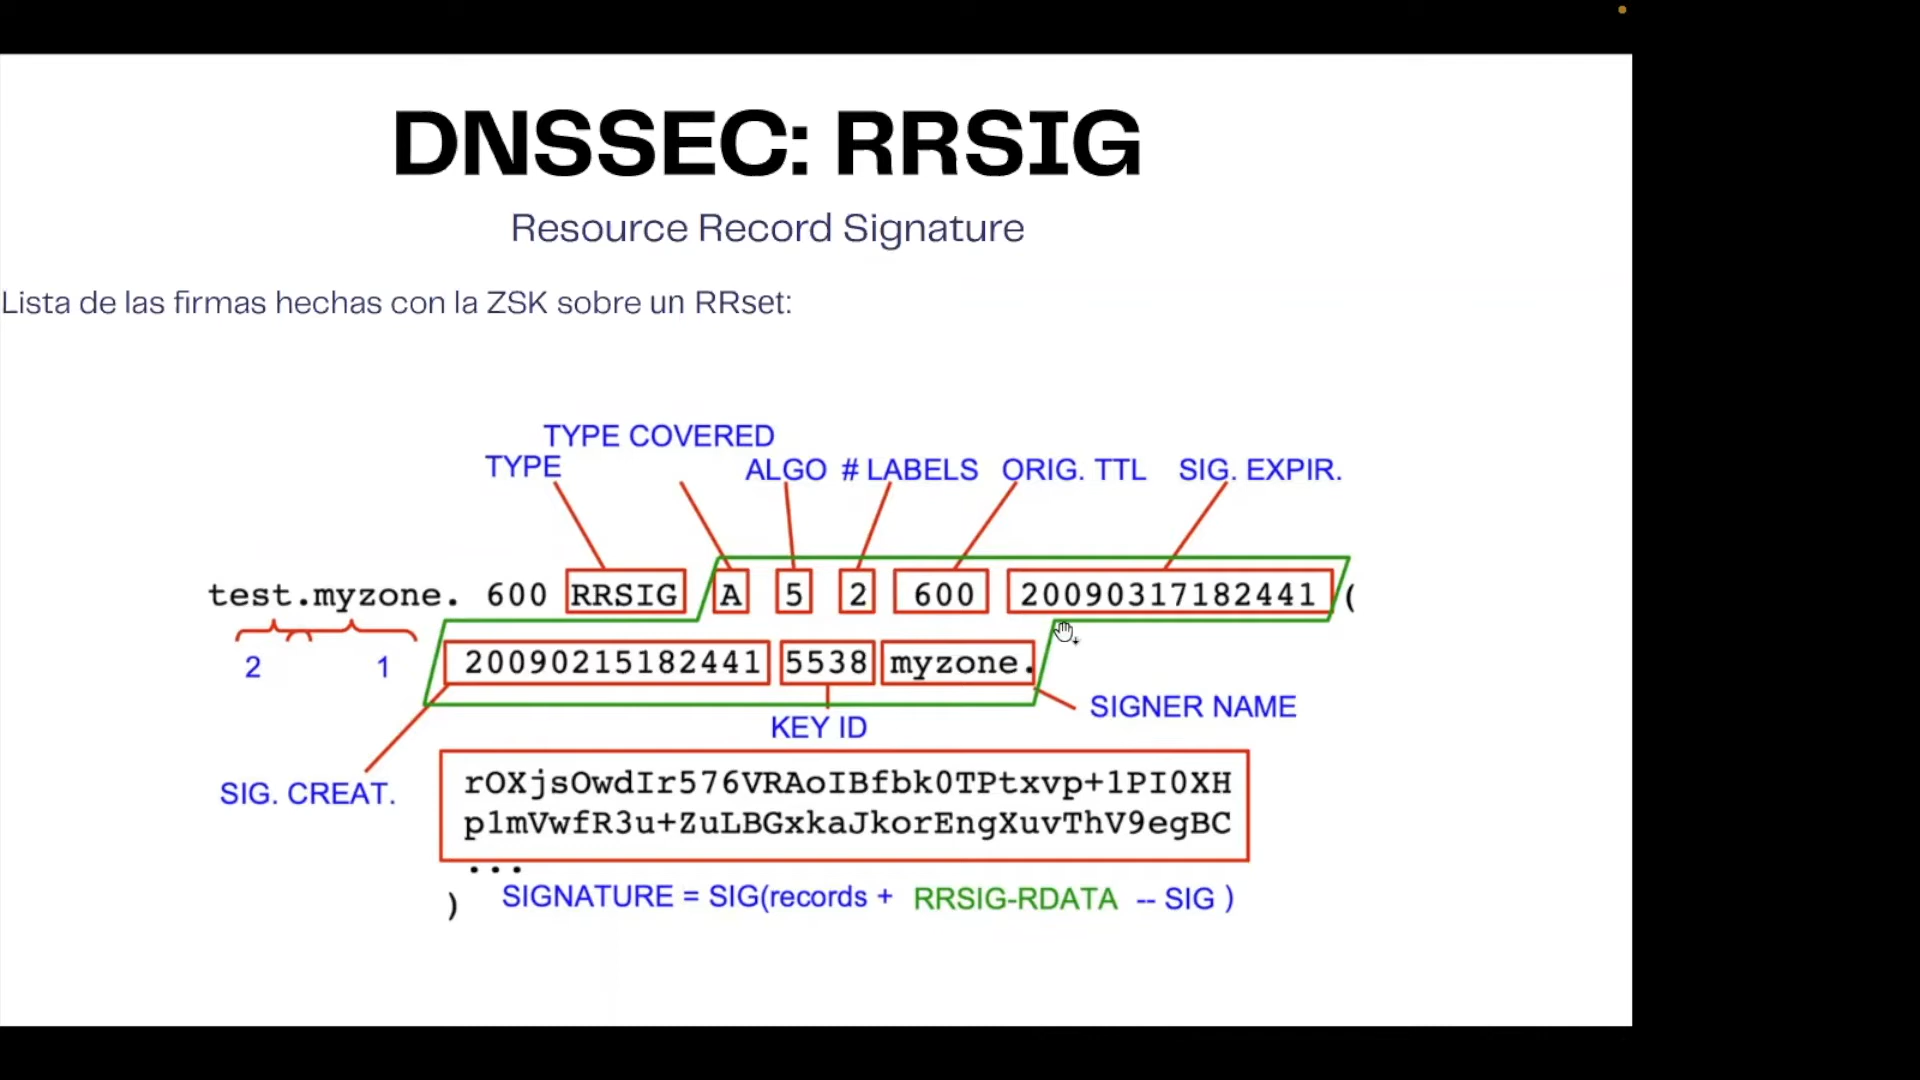 DNSSEC: RRSIG
Resource Record Signature
Lista de las firmas hechas con la ZSK sobre un RRset:
TYPE COVERED
TYPE ALGO # LABELS ORIG. TTL SIG. EXPIR.
test.myzone. 600 RRSIG A 5 2 600 20090317182441 (
2 1 20090215182441 5538 myzone.
SIGNER NAME
KEY ID
SIG. CREAT.
rOXjsOwdIr576VRAoIBfbk0TPtxvp+1PI0XH
p1mVwfR3u+ZuLBGxkaJkorEngXuvThV9egBC
...
) SIGNATURE = SIG(records + RRSIG-RDATA -- SIG )